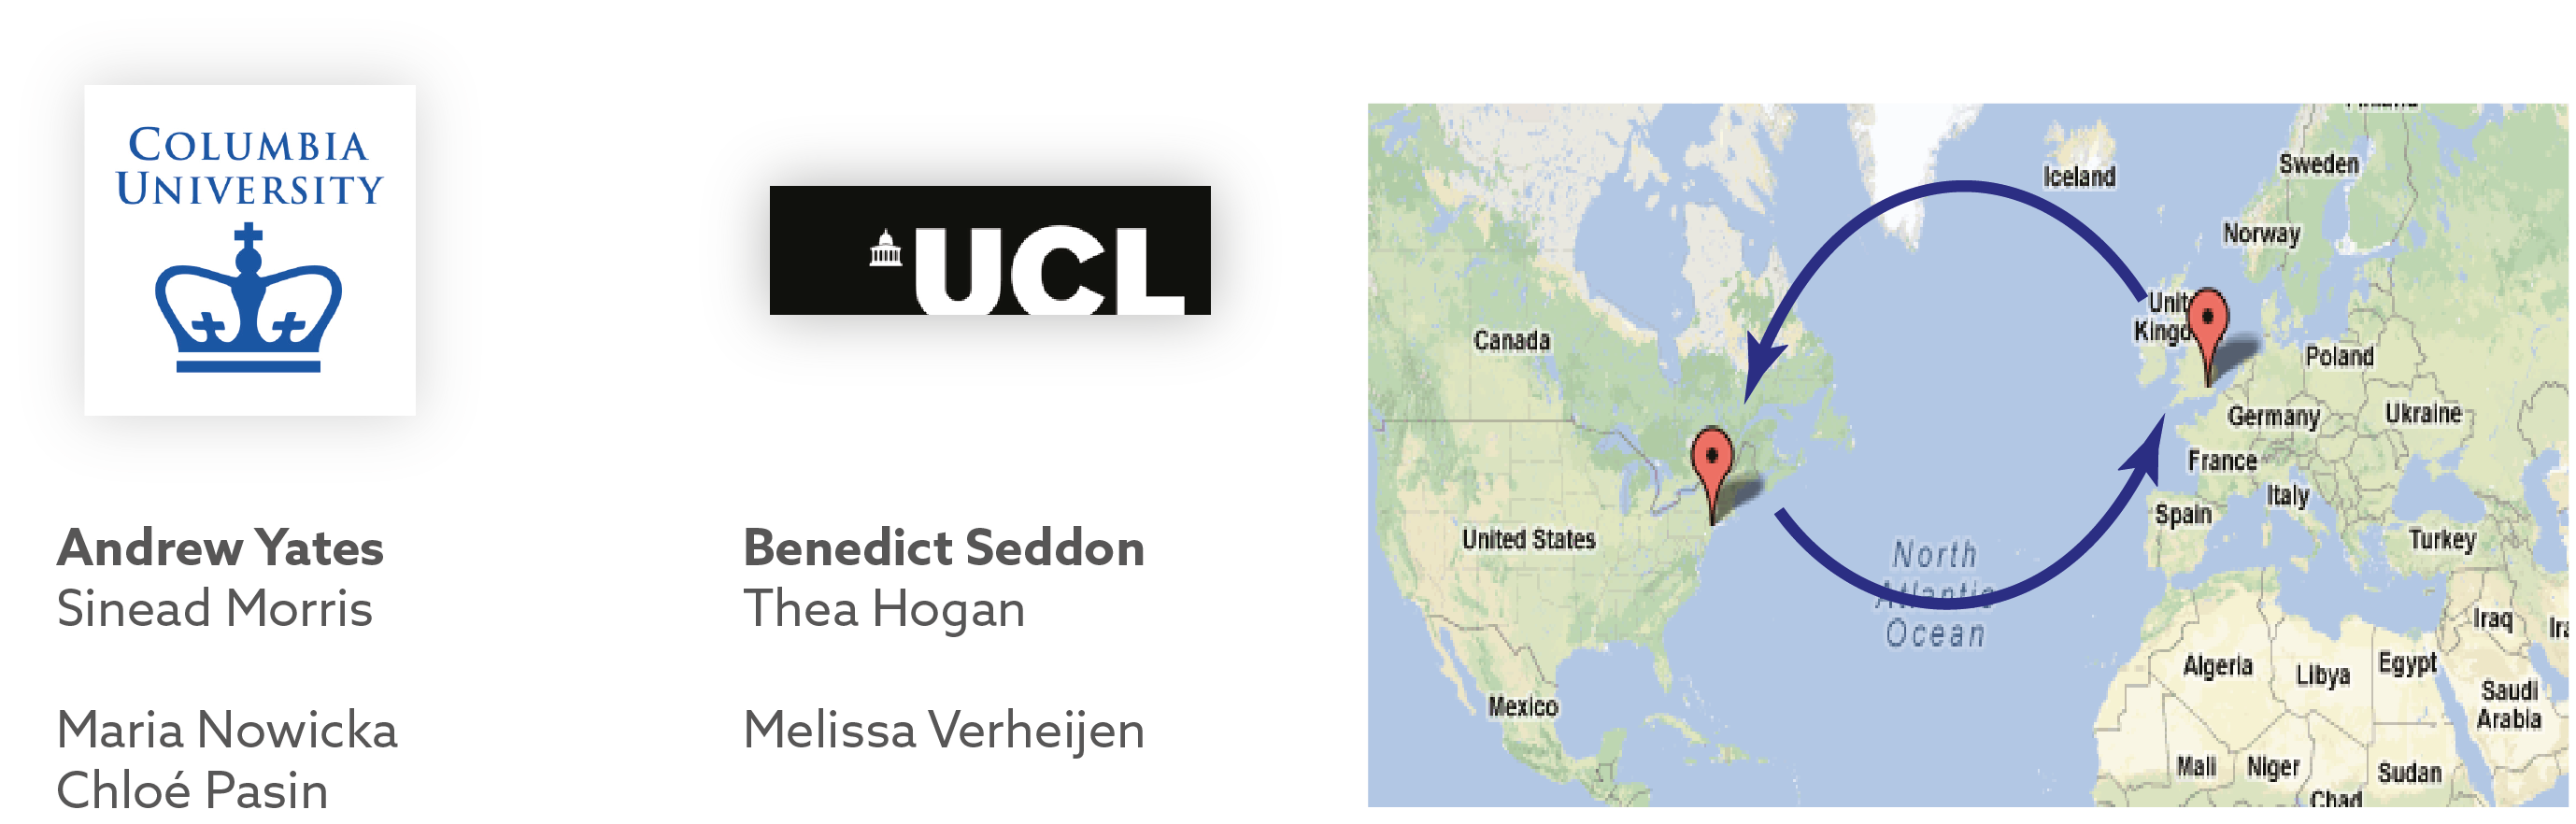 COLUMBIA
UNIVERSITY
Andrew Yates
Sinead Morris
Maria Nowicka
Chloé Pasin
UCL
Benedict Seddon
Thea Hogan
Melissa Verheijen
Iceland
Sweden
Norway
Unit
Kingd
Canada
Poland
Germany
Ukraine
France
Italy
Spain
United States
Turkey
North
Atlantic
Ocean
Iraq
Algeria
Libya
Egypt
Saudi
Arabia
Mexico
Mali
Niger
Sudan
Chad